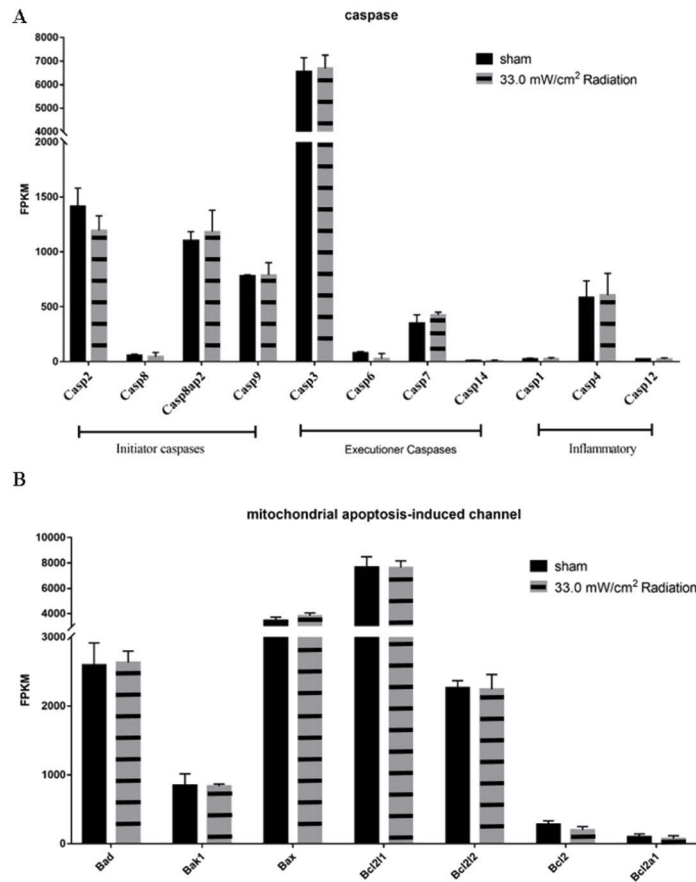 A
caspase
sham
33.0 mW/cm² Radiation
FPKM
8000
7000
6000
5000
4000
2000
1500
1000
500
0
Casp2 Casp8 Casp8ap2 Casp9 Casp3 Casp6 Casp7 Casp14 Casp1 Casp4 Casp12
Initiator caspases Executioner Caspases Inflammatory
B
mitochondrial apoptosis-induced channel
sham
33.0 mW/cm² Radiation
FPKM
10000
8000
6000
4000
3000
2000
1000
0
Bad Bak1 Bax Bcl2l1 Bcl2l2 Bcl2 Bcl2a1